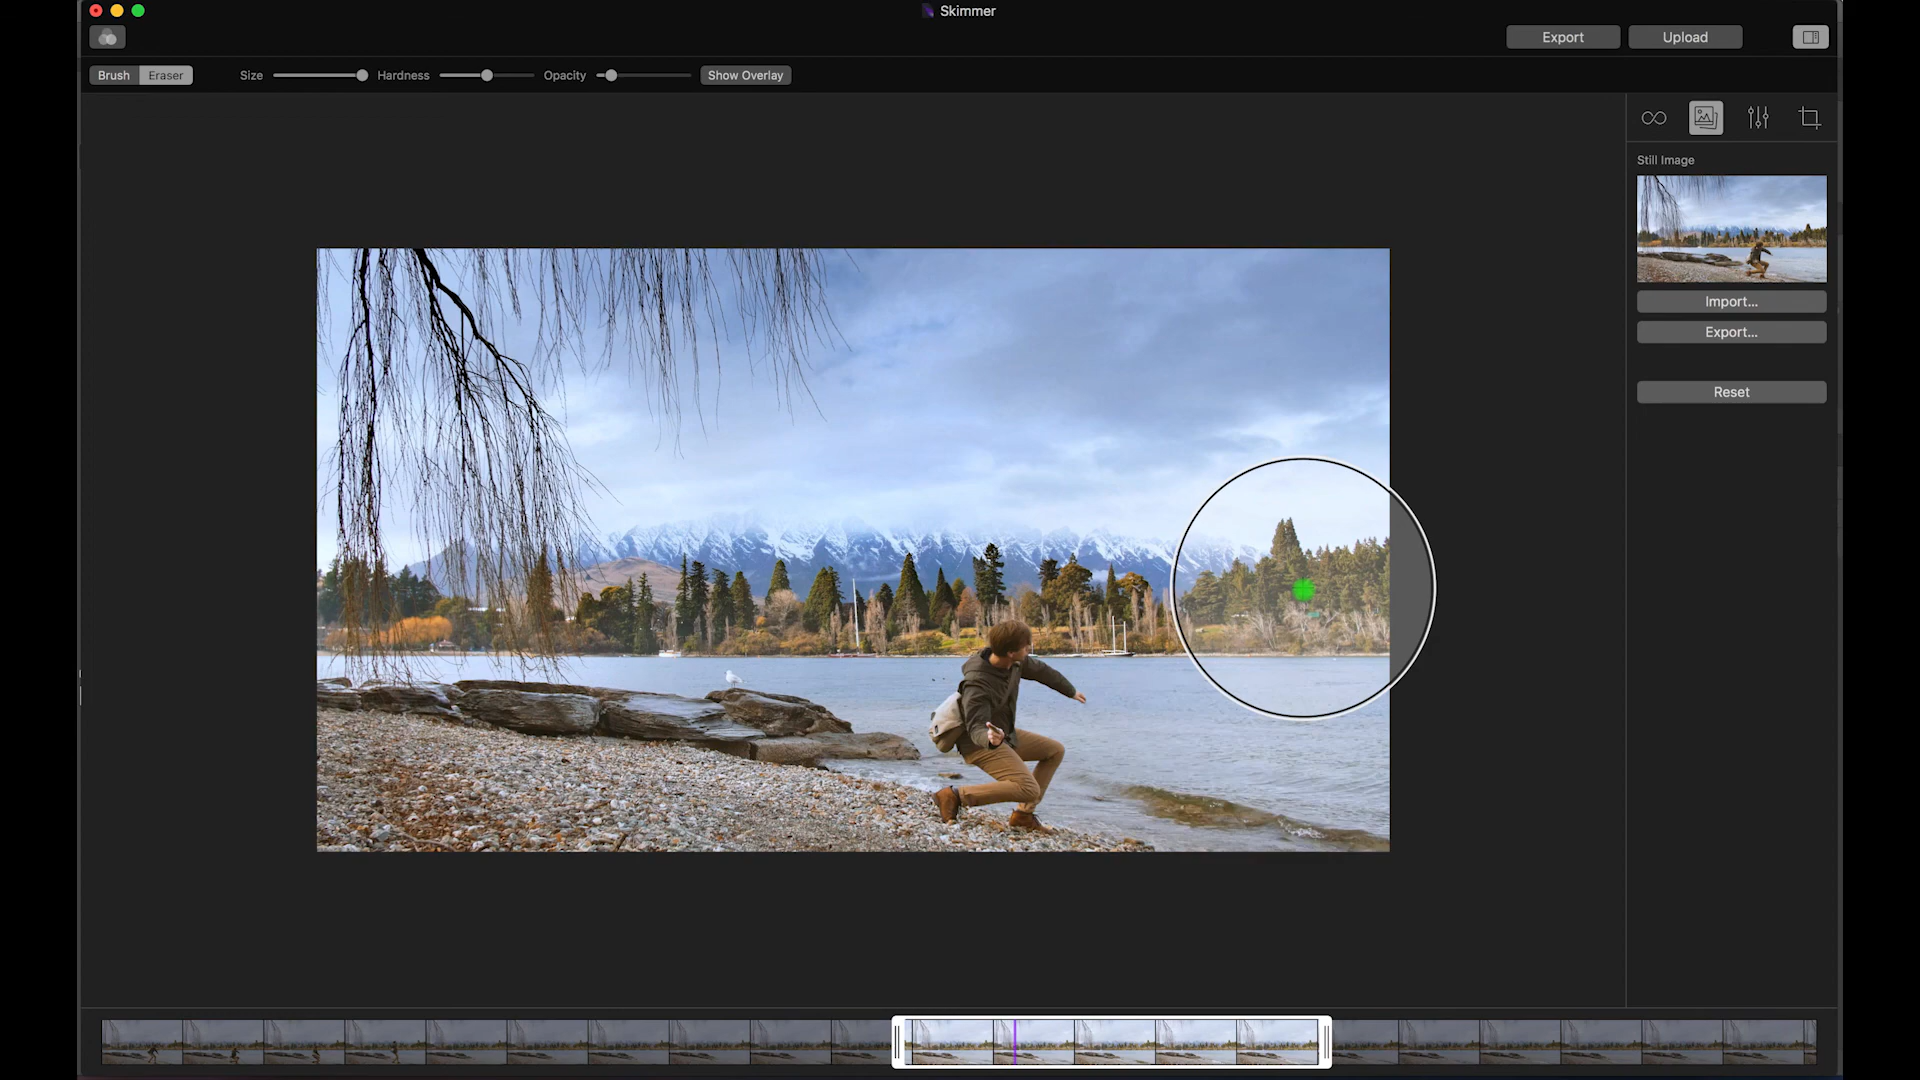 Skimmer
Export
Upload
Brush
Eraser
Size
Hardness
Opacity
Show Overlay
Still Image
Import...
Export...
Reset